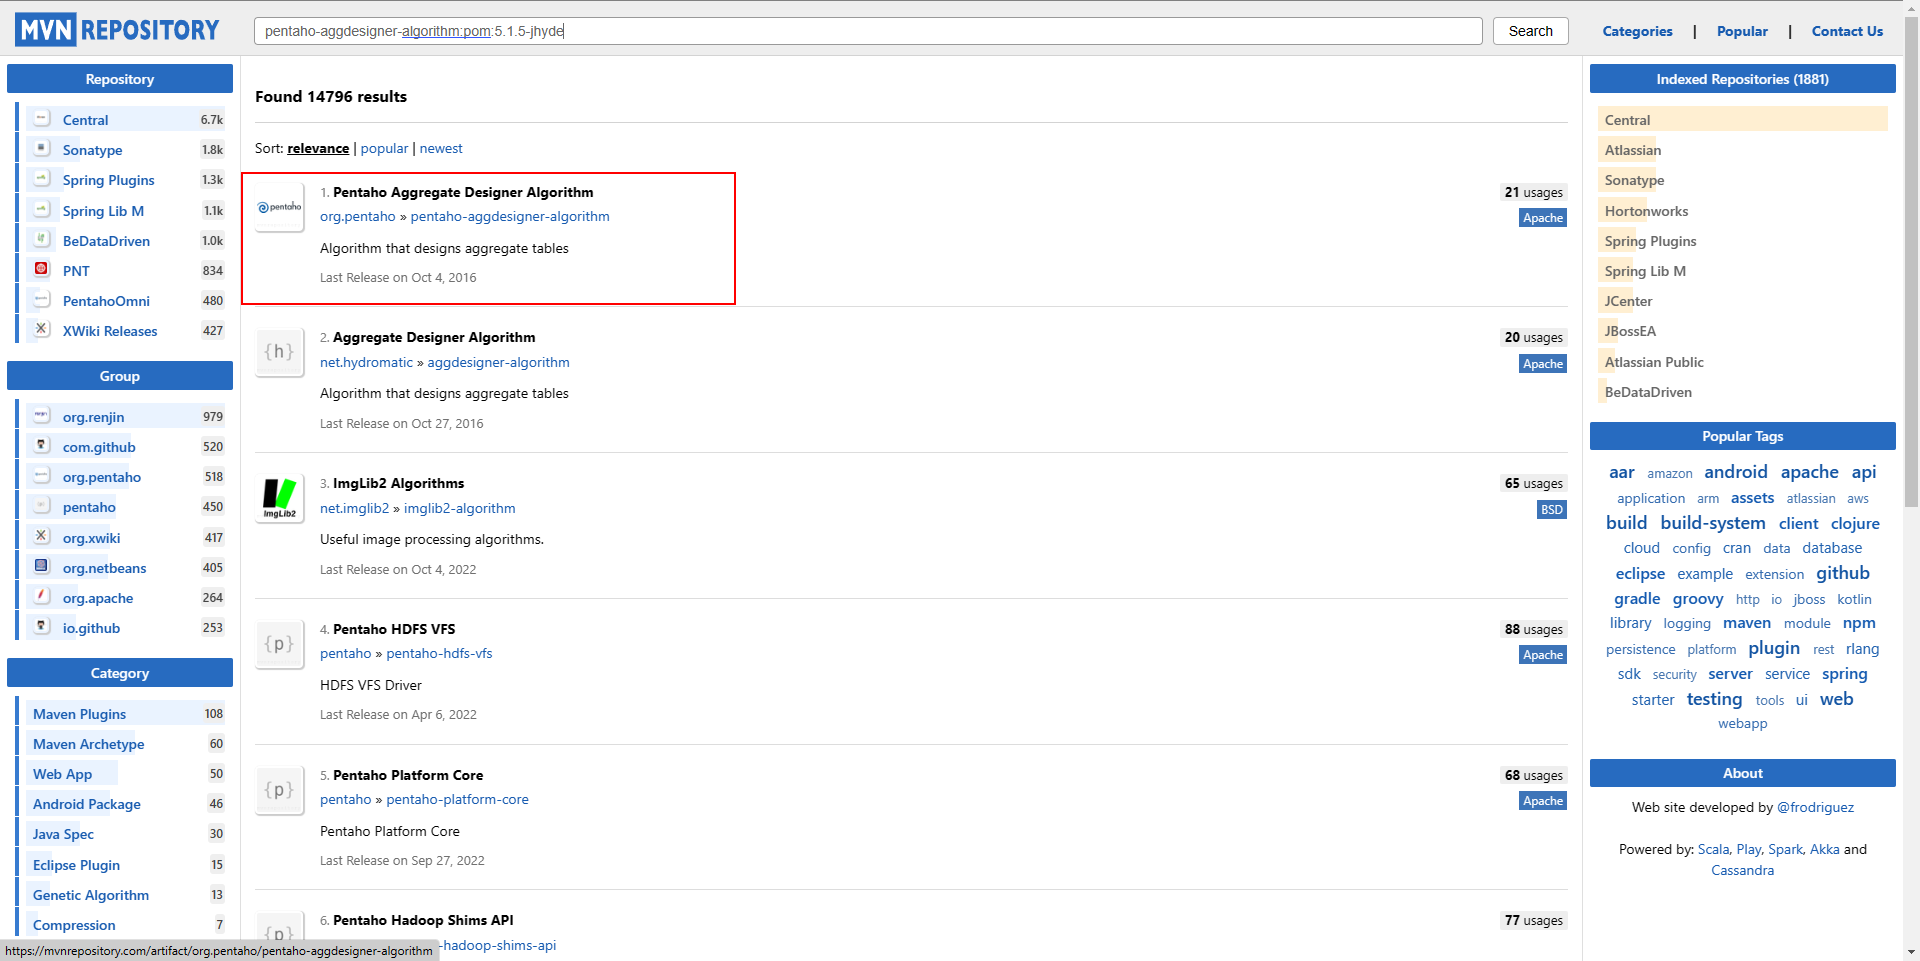 MVN REPOSITORY
pentaho-aggdesigner-algorithm:pom:5.1.5-jhyde
Search
Categories | Popular | Contact Us
Repository
Central 6.7k
Sonatype 1.8k
Spring Plugins 1.3k
Spring Lib M 1.1k
BeDataDriven 1.0k
PNT 834
PentahoOmni 480
XWiki Releases 427
Group
org.renjin 979
com.github 520
org.pentaho 518
pentaho 450
org.xwiki 417
org.netbeans 405
org.apache 264
io.github 253
Category
Maven Plugins 108
Maven Archetype 60
Web App 50
Android Package 46
Java Spec 30
Eclipse Plugin 15
Genetic Algorithm 13
Compression 7
Found 14796 results
Sort: relevance | popular | newest
pentaho
1. Pentaho Aggregate Designer Algorithm 21 usages
org.pentaho » pentaho-aggdesigner-algorithm Apache
Algorithm that designs aggregate tables
Last Release on Oct 4, 2016
{h}
2. Aggregate Designer Algorithm 20 usages
net.hydromatic » aggdesigner-algorithm Apache
Algorithm that designs aggregate tables
Last Release on Oct 27, 2016
ImgLib2
3. ImgLib2 Algorithms 65 usages
net.imglib2 » imglib2-algorithm BSD
Useful image processing algorithms.
Last Release on Oct 4, 2022
{p}
4. Pentaho HDFS VFS 88 usages
pentaho » pentaho-hdfs-vfs Apache
HDFS VFS Driver
Last Release on Apr 6, 2022
{p}
5. Pentaho Platform Core 68 usages
pentaho » pentaho-platform-core Apache
Pentaho Platform Core
Last Release on Sep 27, 2022
{p}
6. Pentaho Hadoop Shims API 77 usages
-hadoop-shims-api
Indexed Repositories (1881)
Central
Atlassian
Sonatype
Hortonworks
Spring Plugins
Spring Lib M
JCenter
JBossEA
Atlassian Public
BeDataDriven
Popular Tags
aar amazon android apache api
application arm assets atlassian aws
build build-system client clojure
cloud config cran data database
eclipse example extension github
gradle groovy http io jboss kotlin
library logging maven module npm
persistence platform plugin rest rlang
sdk security server service spring
starter testing tools ui web
webapp
About
Web site developed by @frodriguez
Powered by: Scala, Play, Spark, Akka and
Cassandra
https://mvnrepository.com/artifact/org.pentaho/pentaho-aggdesigner-algorithm